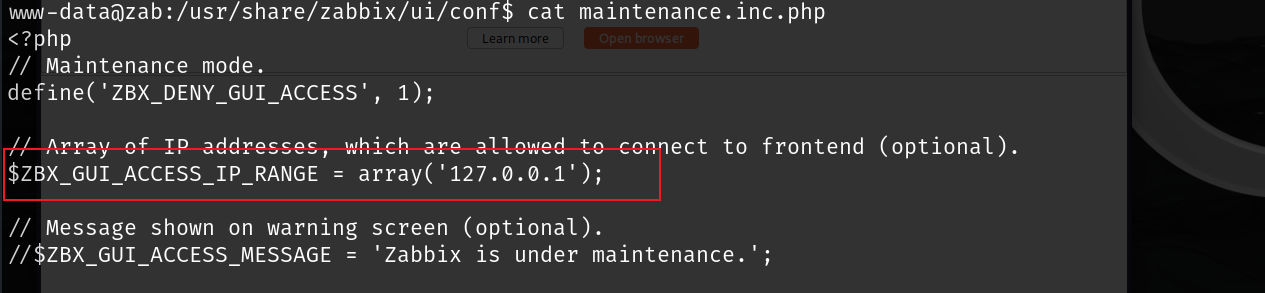 www-data@zab:/usr/share/zabbix/ui/conf$ cat maintenance.inc.php
<?php
Learn more
Open browser
// Maintenance mode.
define('ZBX_DENY_GUI_ACCESS', 1);
// Array of IP addresses, which are allowed to connect to frontend (optional).
$ZBX_GUI_ACCESS_IP_RANGE = array('127.0.0.1');
// Message shown on warning screen (optional).
//$ZBX_GUI_ACCESS_MESSAGE = 'Zabbix is under maintenance.';